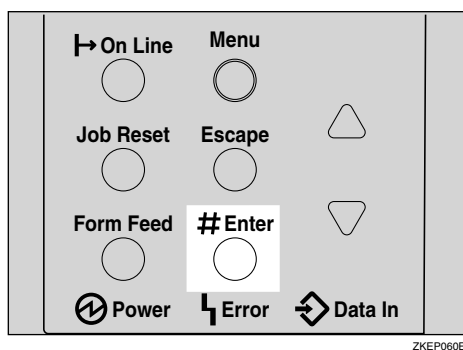 On Line Menu
Job Reset Escape
Form Feed # Enter
Power Error Data In
ZKEP060E